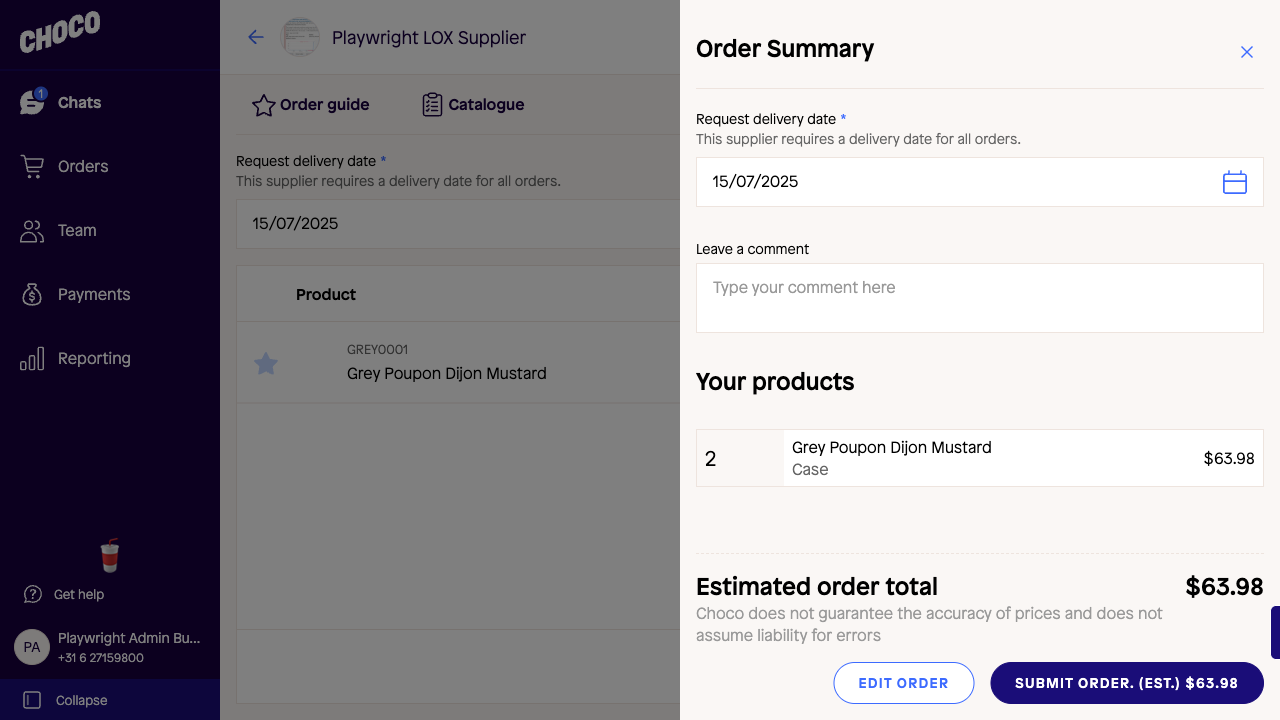 CHOCO
1
Chats
Orders
Team
Payments
Reporting
Get help
PA
Playwright Admin Bu...
+31 6 27159800
Collapse
Playwright LOX Supplier
Order guide
Catalogue
Request delivery date *
This supplier requires a delivery date for all orders.
15/07/2025
Product
GREY0001
Grey Poupon Dijon Mustard
Order Summary
Request delivery date *
This supplier requires a delivery date for all orders.
15/07/2025
Leave a comment
Type your comment here
Your products
2
Grey Poupon Dijon Mustard
Case
$63.98
Estimated order total
$63.98
Choco does not guarantee the accuracy of prices and does not
assume liability for errors
EDIT ORDER
SUBMIT ORDER. (EST.) $63.98